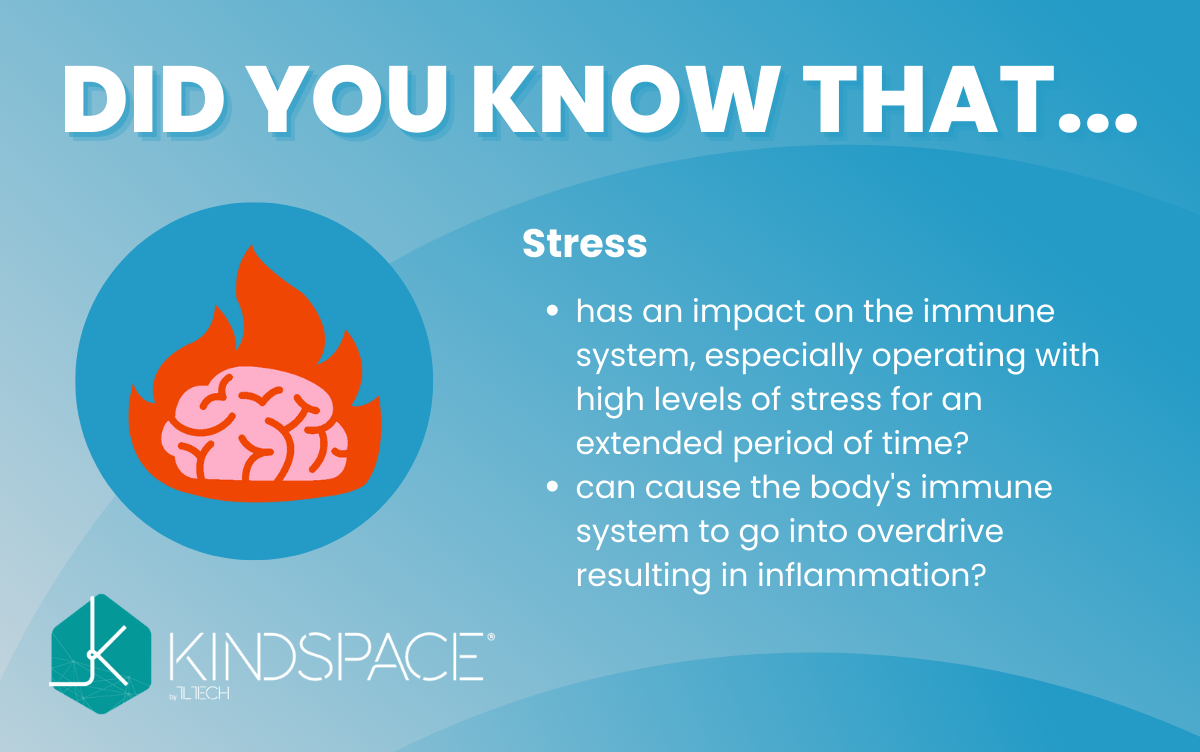 DID YOU KNOW THAT...
Stress
• has an impact on the immune
system, especially operating with
high levels of stress for an
extended period of time?
• can cause the body's immune
system to go into overdrive
resulting in inflammation?
KINDSPACE®
by TLTECH